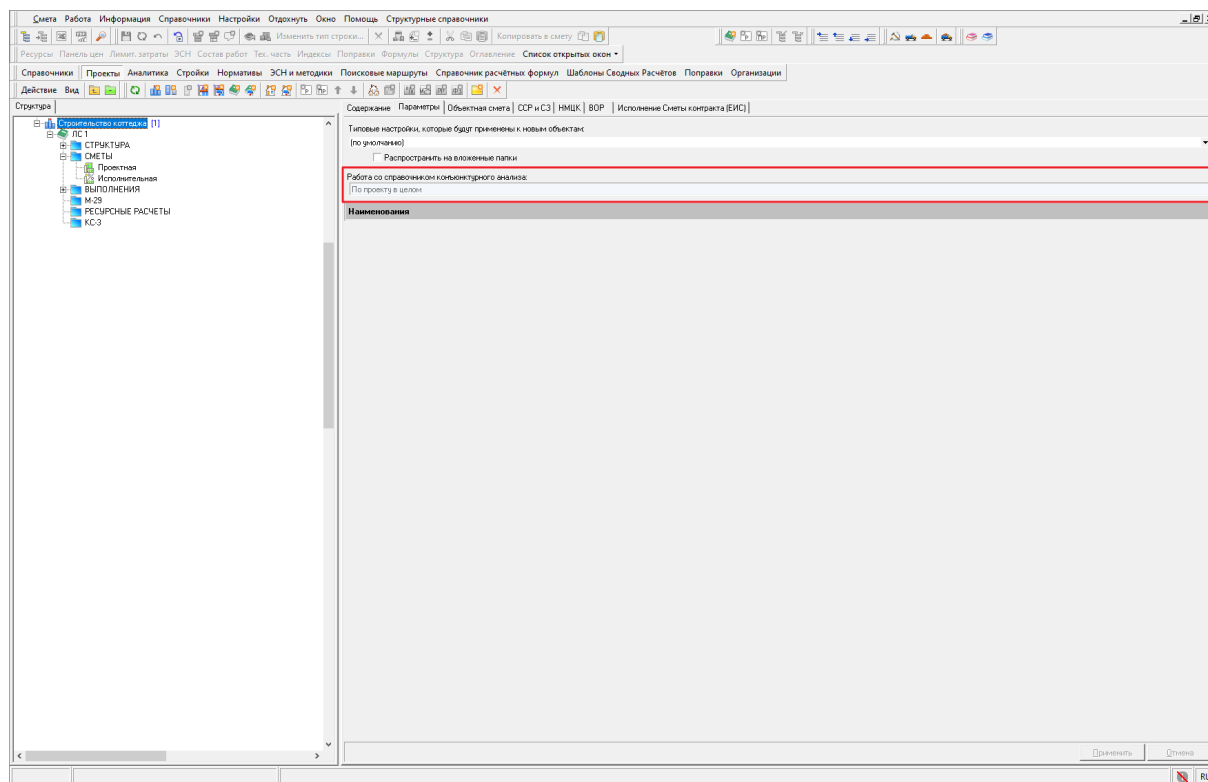 Смета Работа Информация Справочники Настройки Отдохнуть Окно Помощь Структурные справочники
Изменить тип строки... Копировать в смету
Ресурсы Панель цен Лимит. затраты ЭСН Состав работ Тех. часть Индексы Поправки Формулы Структура Оглавление Список открытых окон
Справочники Проекты Аналитика Стройки Нормативы ЭСН и методики Поисковые маршруты Справочник расчётных формул Шаблоны Сводных Расчётов Поправки Организации
Действие Вид
Структура
Строительство коттеджа [1]
ЛС 1
СТРУКТУРА
СМЕТЫ
Проектная
Исполнительная
ВЫПОЛНЕНИЯ
М-29
РЕСУРСНЫЕ РАСЧЕТЫ
КС-3
Содержание Параметры Объектная смета ССР и СЗ НМЦК ВОР Исполнение Сметы контракта (ЕИС)
Типовые настройки, которые будут применены к новым объектам:
(по умолчанию)
Распространить на вложенные папки
Работа со справочником конъюнктурного анализа:
По проекту в целом
Наименования
Применить Отмена
RU